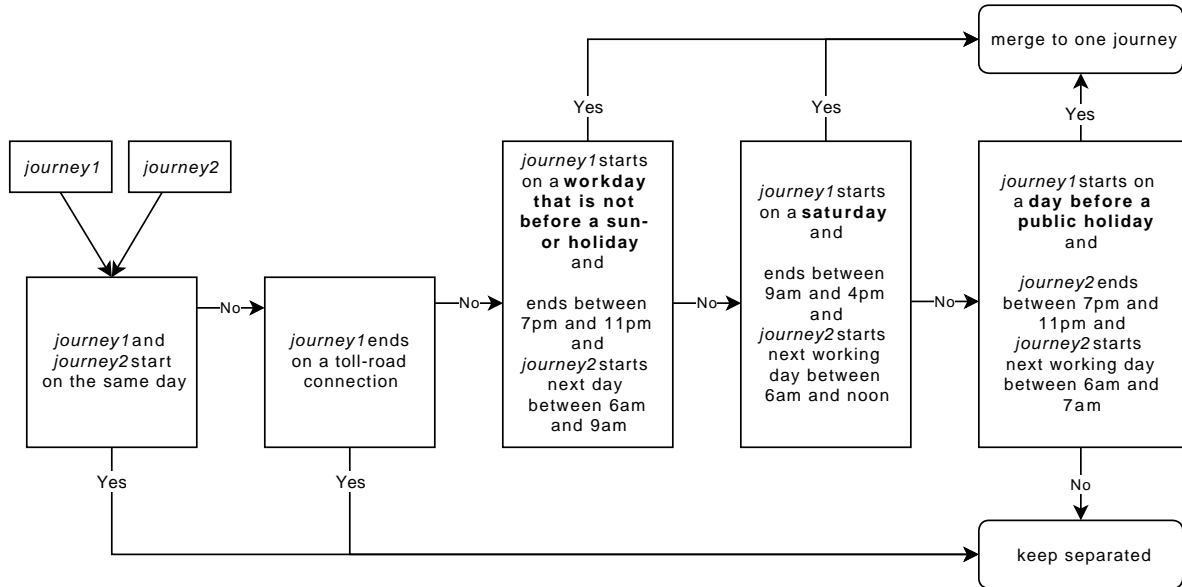 merge to one journey
Yes
Yes
Yes
journey1
journey2
journey1 and
journey2 start
on the same day
No
journey1 ends
on a toll-road
connection
No
journey1 starts
on a workday
that is not
before a sun-
or holiday
and
ends between
7pm and 11pm
and
journey2 starts
next day
between 6am
and 9am
No
journey1 starts
on a saturday
and
ends between
9am and 4pm
and
journey2 starts
next working
day between
6am and noon
No
journey1 starts on
a day before a
public holiday
and
journey2 ends
between 7pm and
11pm and
journey2 starts
next working day
between 6am and
7am
Yes
Yes
No
keep separated